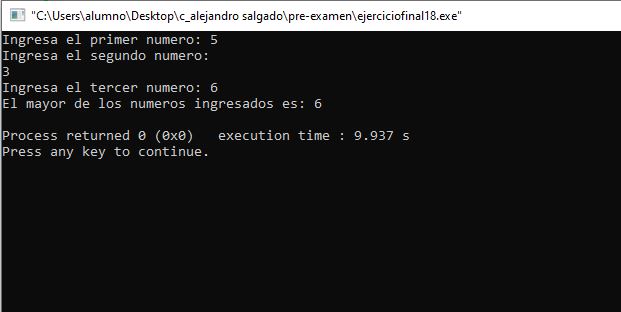 "C:\Users\alumno\Desktop\c_alejandro salgado\pre-examen\ejerciciofinal18.exe"
Ingresa el primer numero: 5
Ingresa el segundo numero:
3
Ingresa el tercer numero: 6
El mayor de los numeros ingresados es: 6
Process returned 0 (0x0)   execution time : 9.937 s
Press any key to continue.